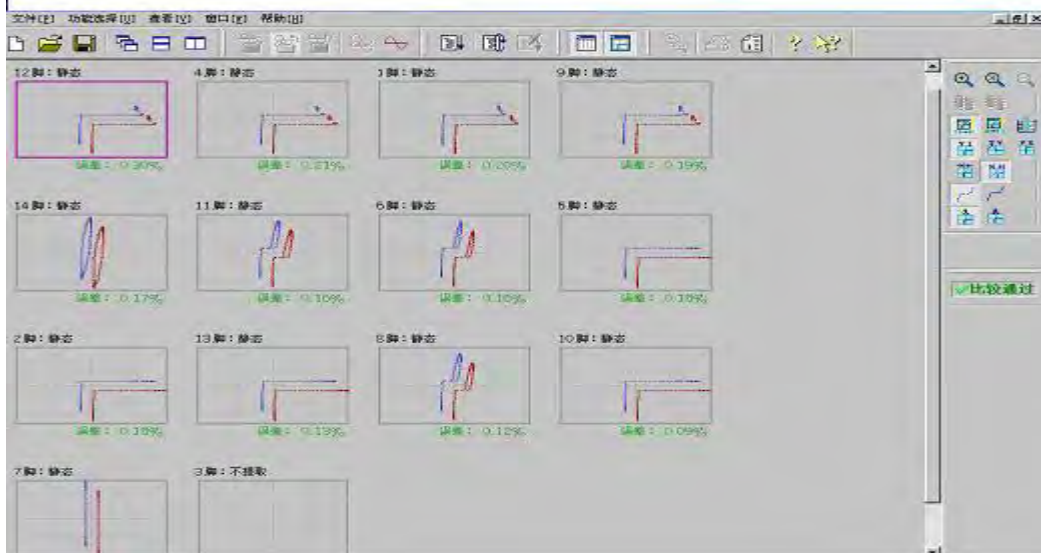 文件(F) 功能选择(U) 查看(V) 窗口(W) 帮助(H)
12脚：静态 4脚：静态 1脚：静态 9脚：静态
误差：0.30% 误差：0.21% 误差：0.20% 误差：0.19%
14脚：静态 11脚：静态 6脚：静态 5脚：静态
误差：0.17% 误差：0.16% 误差：0.16% 误差：0.16%
比较通过
2脚：静态 13脚：静态 8脚：静态 10脚：静态
误差：0.13% 误差：0.12% 误差：0.09%
7脚：静态 3脚：不提取